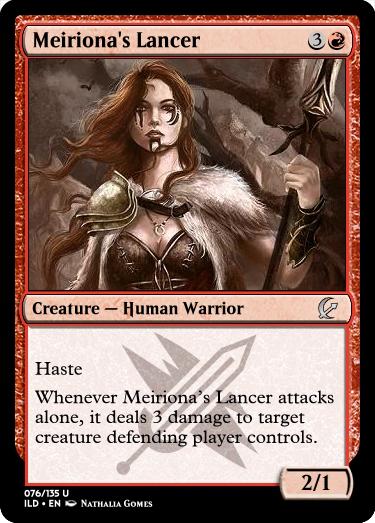 Meiriona's Lancer 3
Creature — Human Warrior
Haste
Whenever Meiriona's Lancer attacks
alone, it deals 3 damage to target
creature defending player controls.
2/1
076/135 U
ILD • EN Nathalia Gomes